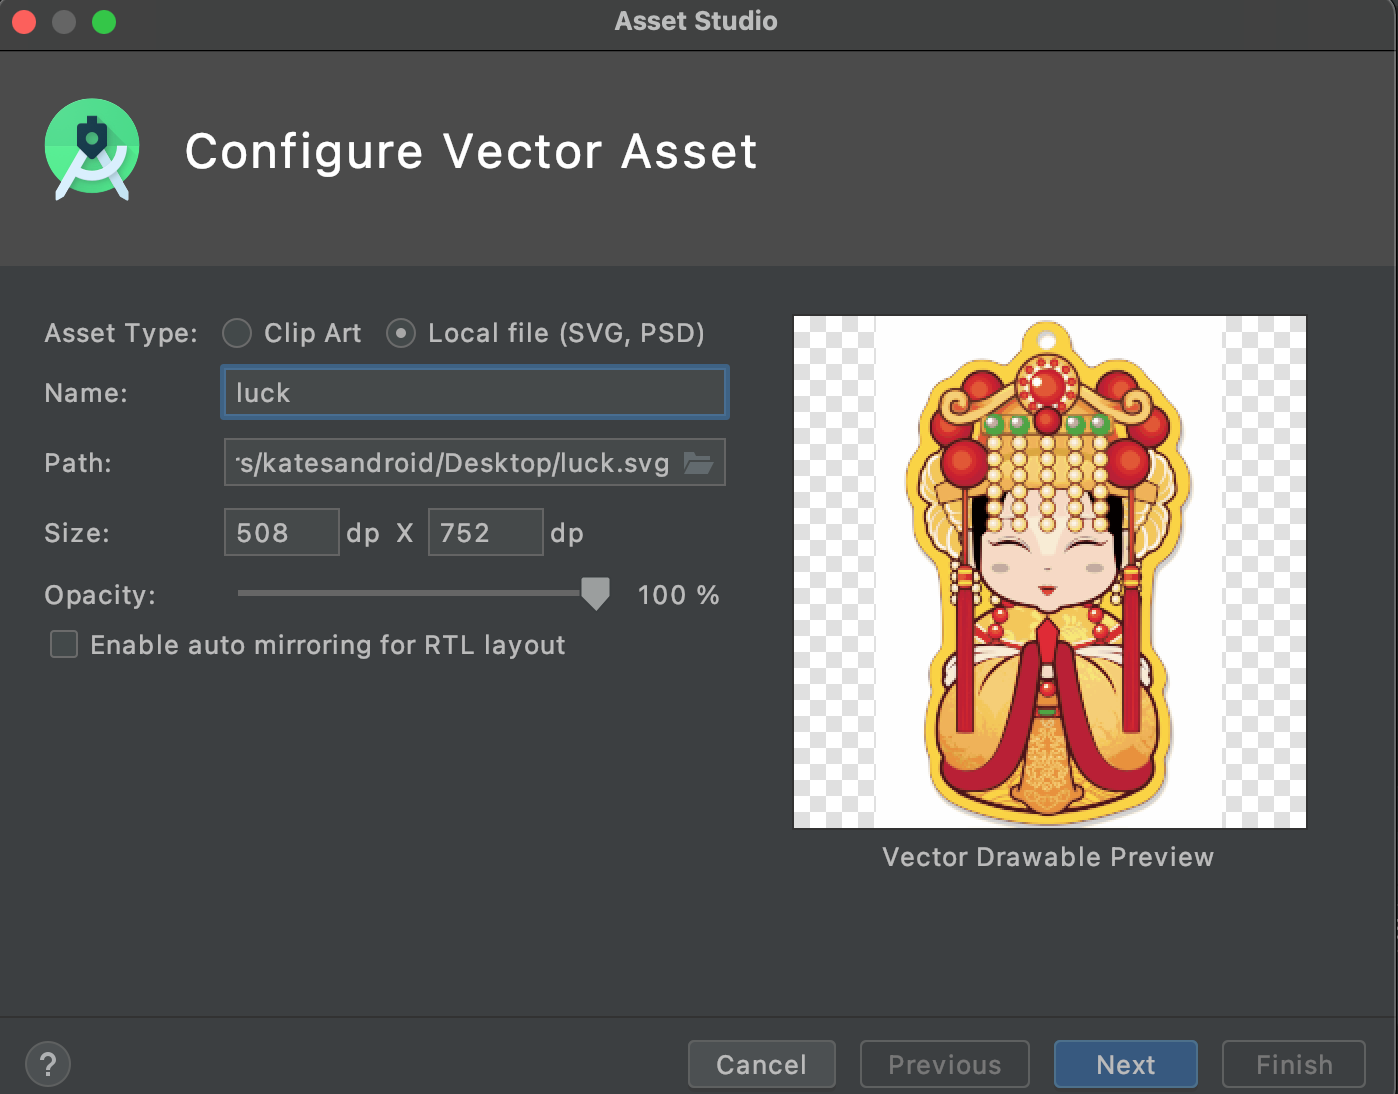 Asset Studio
Configure Vector Asset
Asset Type: Clip Art Local file (SVG, PSD)
Name: luck
Path: rs/katesandroid/Desktop/luck.svg
Size: 508 dp X 752 dp
Opacity: 100 %
Enable auto mirroring for RTL layout
Vector Drawable Preview
? Cancel Previous Next Finish